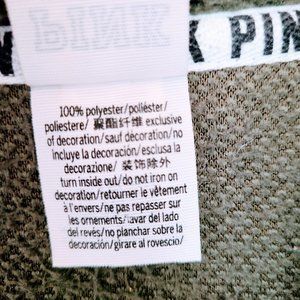 PINK
K PIN
100% polyester/poliéster/
poliestere/ 聚酯纤维 exclusive
of decoration/sauf décoration/no
incluye la decoración/esclusa la
decorazione/ 装饰除外
turn inside out/do not iron on
decoration/retourner le vêtement
à l'envers/ne pas repasser sur
les ornements/lavar del lado
del revés/no planchar sobre la
decoración/girare al rovescio/